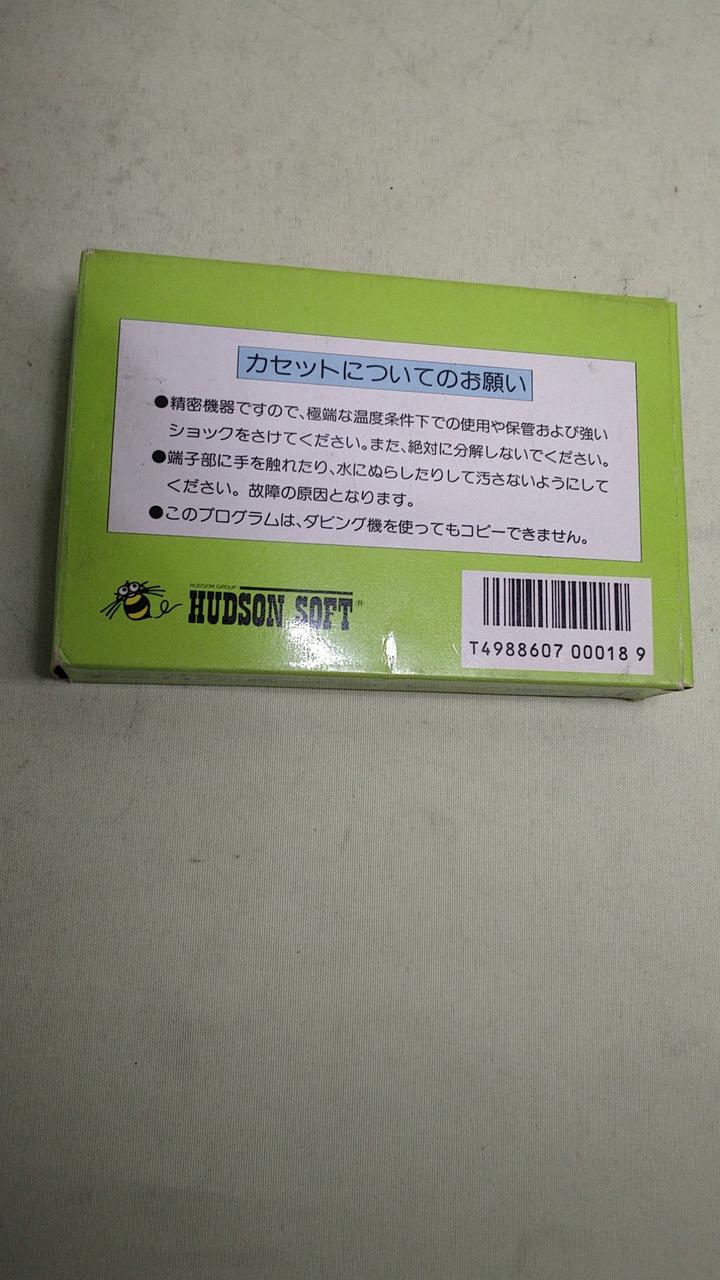 カセットについてのお願い
●精密機器ですので、極端な温度条件下での使用や保管および強い
ショックをさけてください。また、絶対に分解しないでください。
●端子部に手を触れたり、水にぬらしたりして汚さないようにして
ください。故障の原因となります。
●このプログラムは、ダビング機を使ってもコピーできません。
HUDSON GROUP
HUDSON SOFT®
T4988607 00018 9